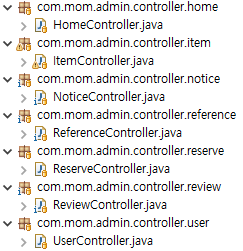 com.mom.admin.controller.home
HomeController.java
com.mom.admin.controller.item
ItemController.java
com.mom.admin.controller.notice
NoticeController.java
com.mom.admin.controller.reference
ReferenceController.java
com.mom.admin.controller.reserve
ReserveController.java
com.mom.admin.controller.review
ReviewController.java
com.mom.admin.controller.user
UserController.java